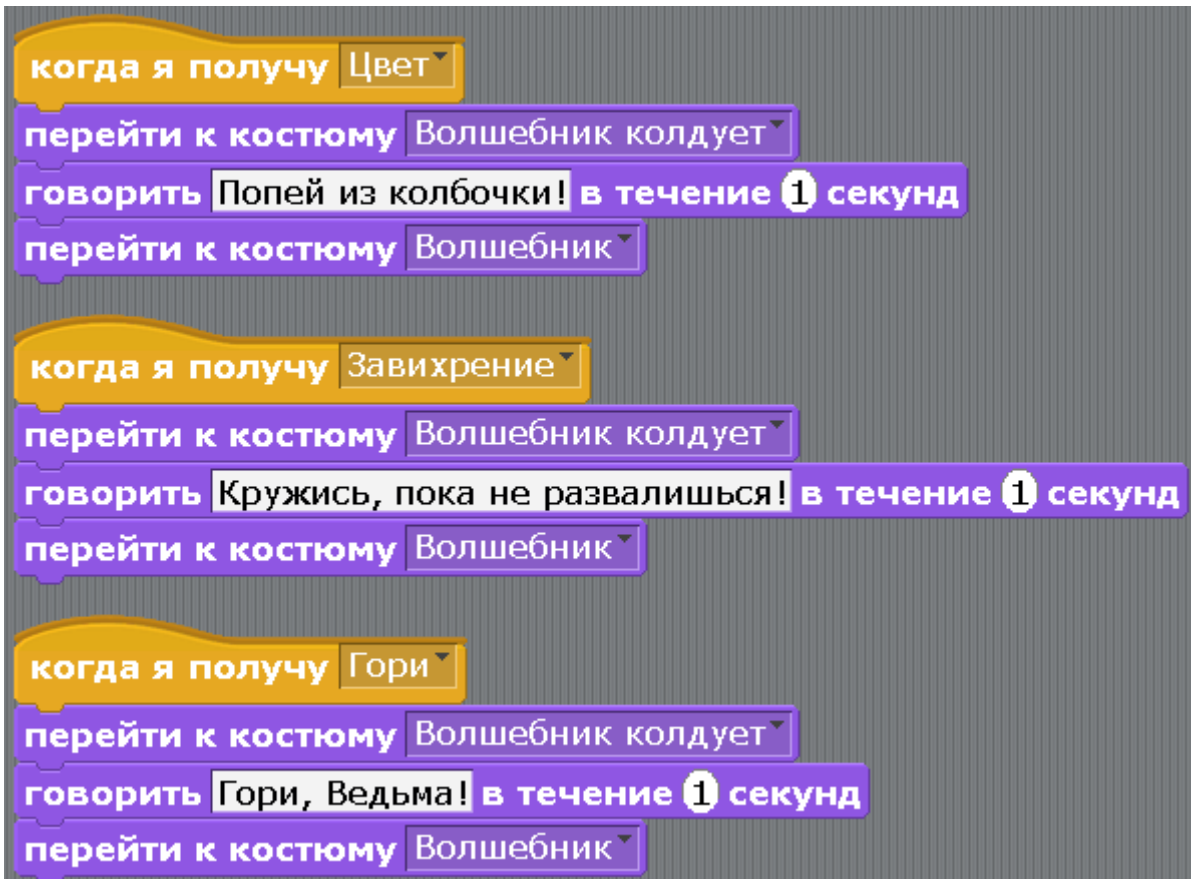 когда я получу Цвет
перейти к костюму Волшебник колдует
говорить Попей из колбочки! в течение 1 секунд
перейти к костюму Волшебник
когда я получу Завихрение
перейти к костюму Волшебник колдует
говорить Кружись, пока не развалишься! в течение 1 секунд
перейти к костюму Волшебник
когда я получу Гори
перейти к костюму Волшебник колдует
говорить Гори, Ведьма! в течение 1 секунд
перейти к костюму Волшебник